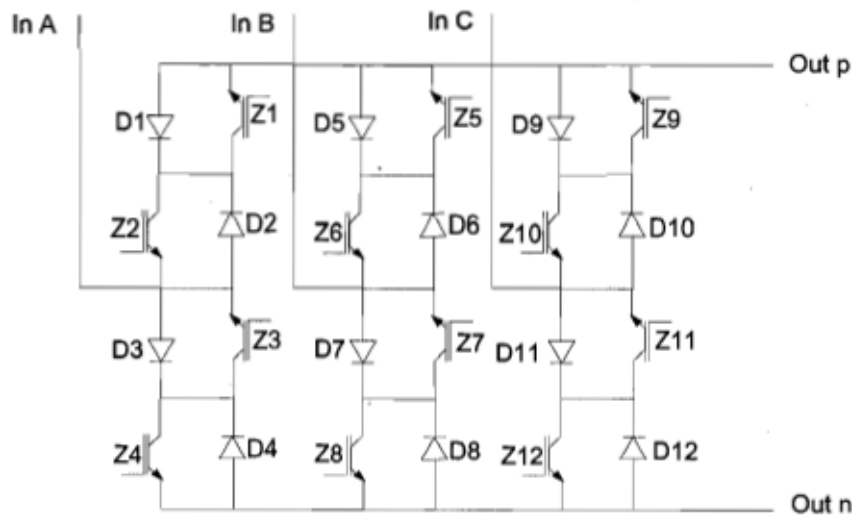 In A In B In C
Out p
D1 Z1 D5 Z5 D9 Z9
Z2 D2 Z6 D6 Z10 D10
D3 Z3 D7 Z7 D11 Z11
Z4 D4 Z8 D8 Z12 D12
Out n